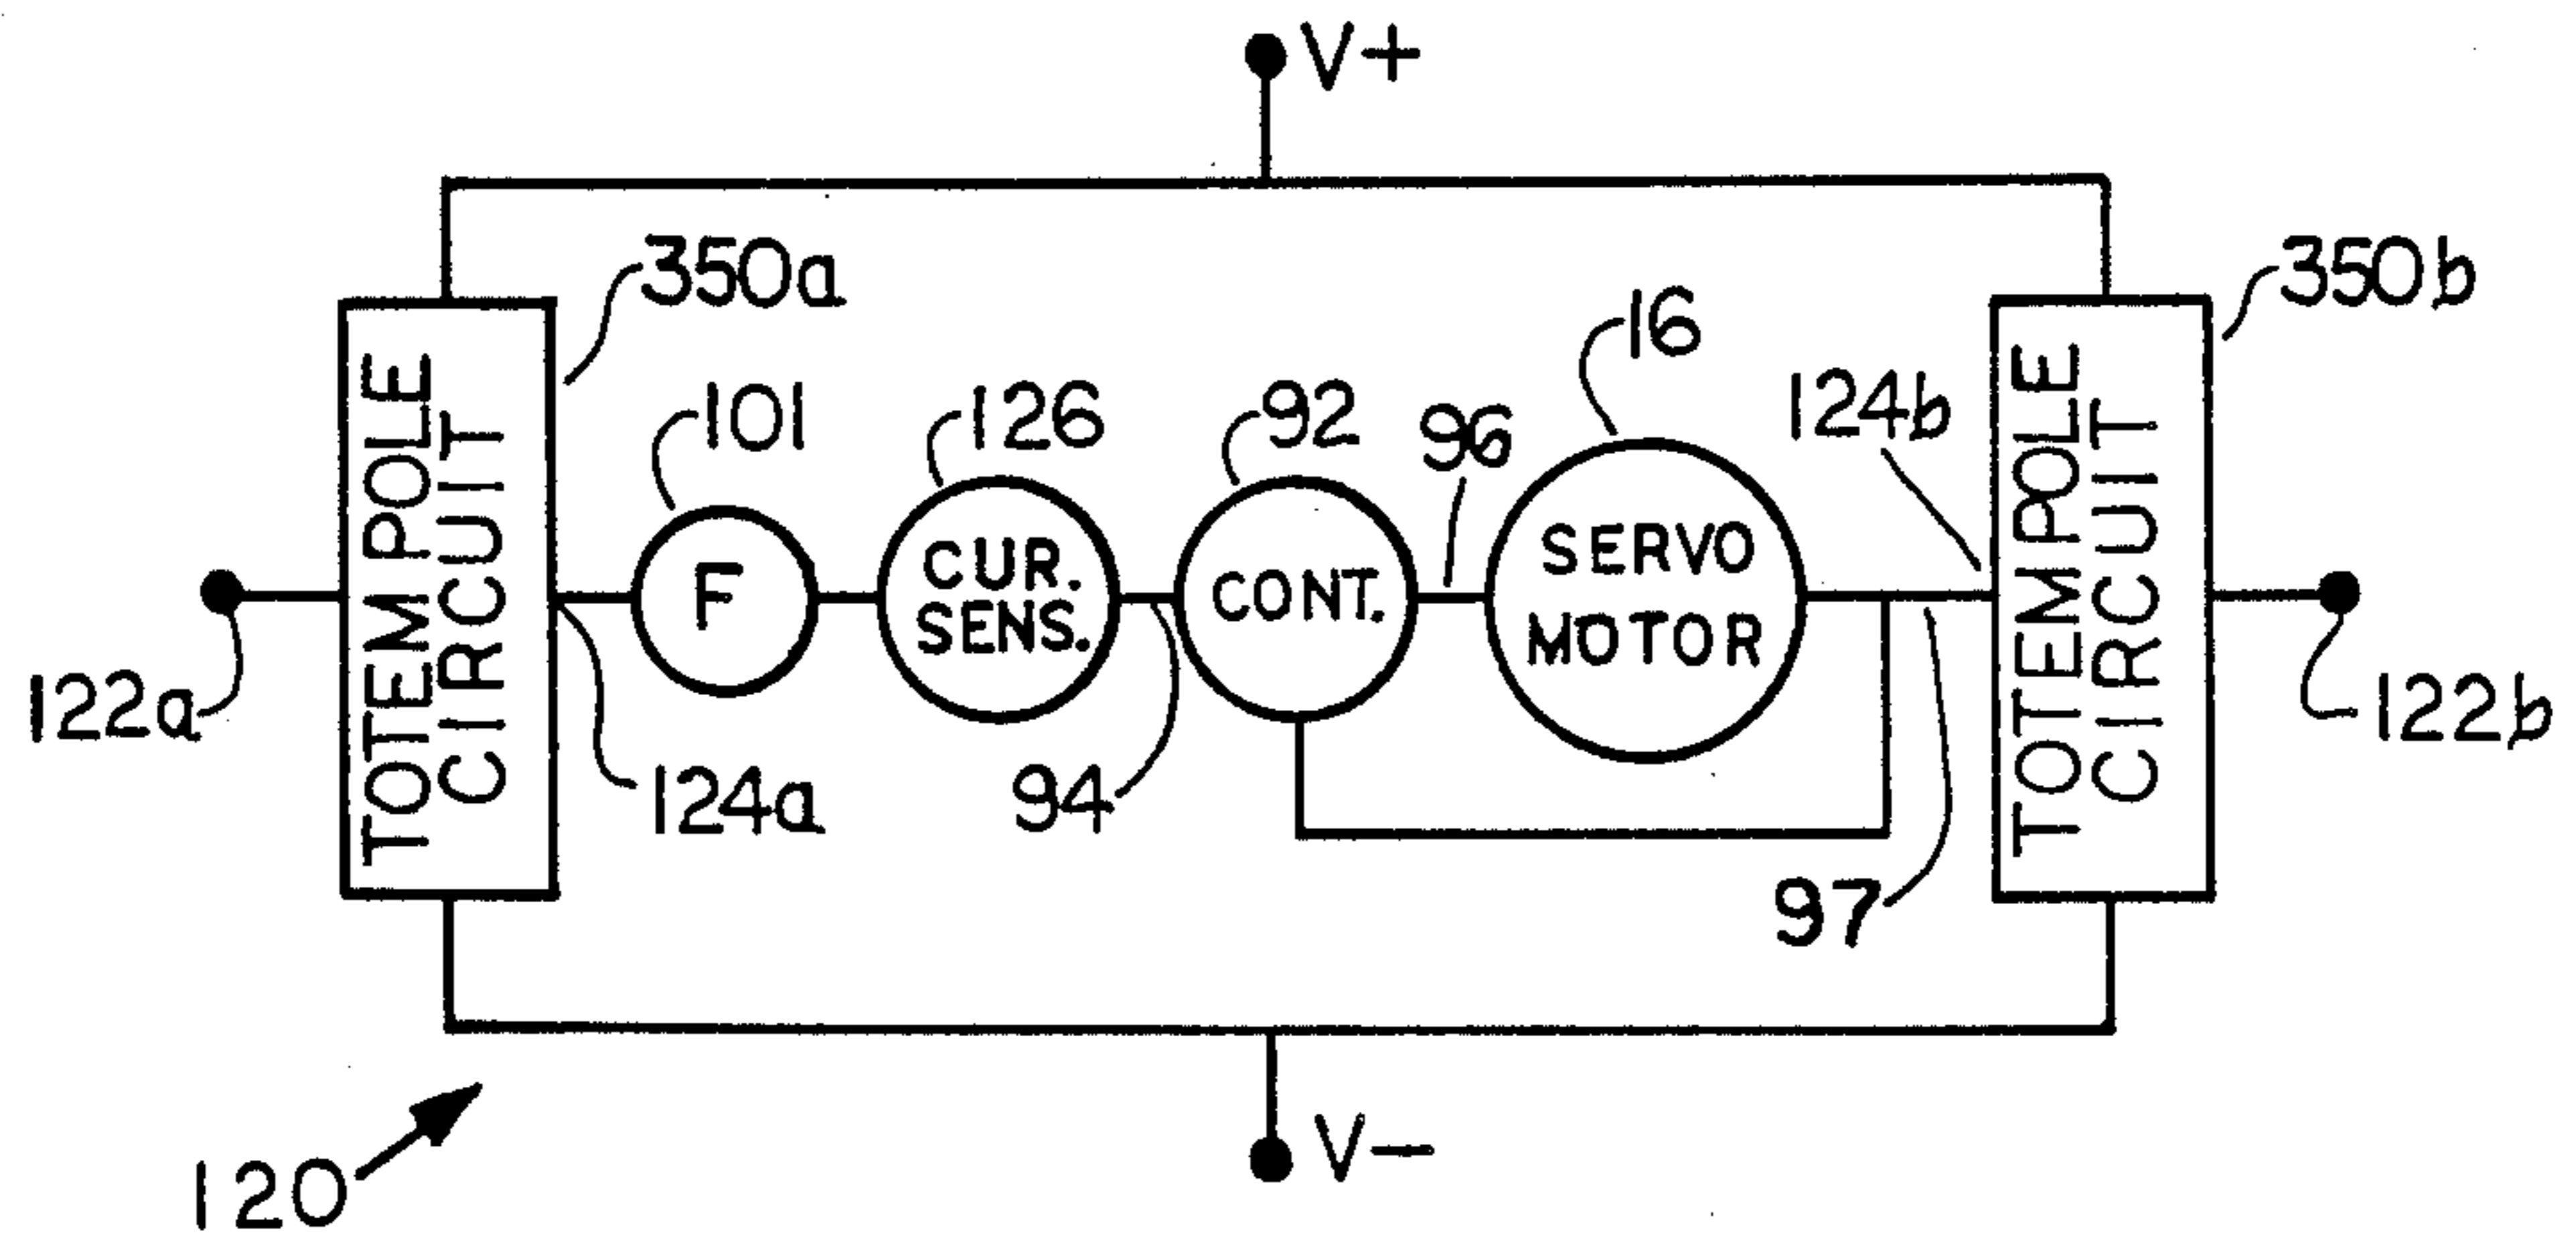 V+
350a
350b
16
101
126
92
96
124b
TOTEM POLE
CIRCUIT
F
CUR.
SENS.
CONT.
SERVO
MOTOR
TOTEM POLE
CIRCUIT
122a
124a
94
97
122b
120
V-